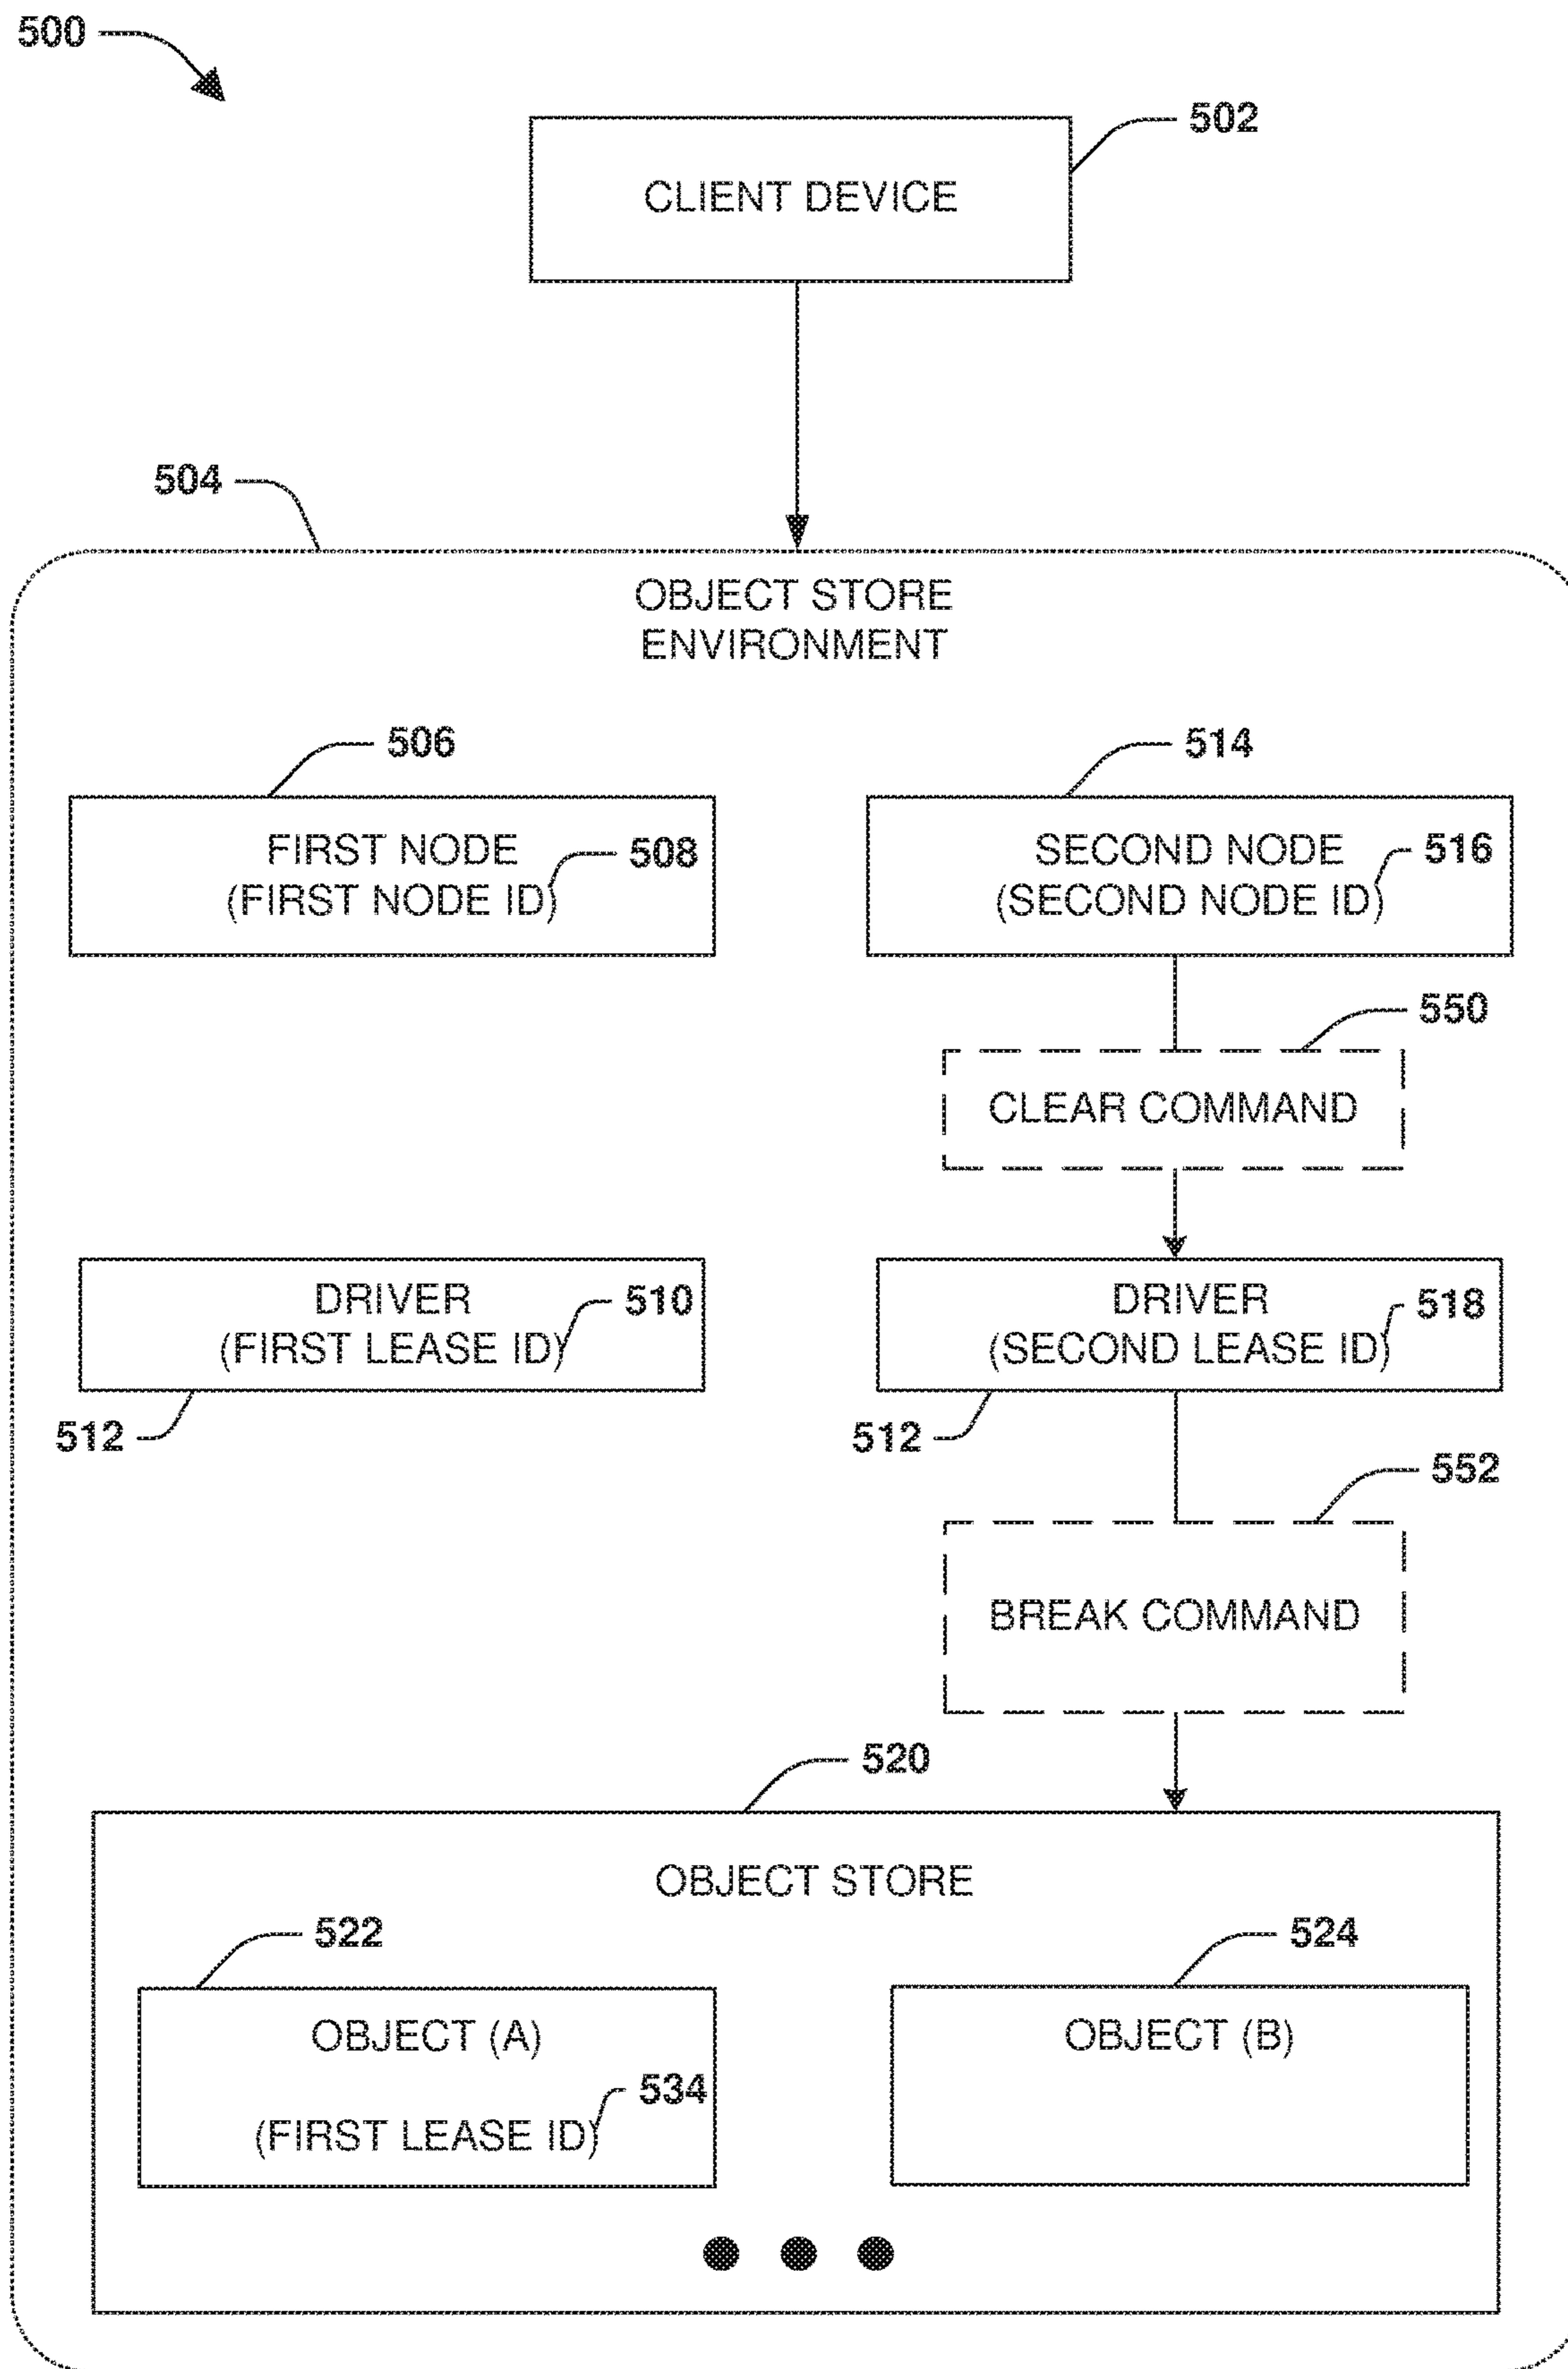 500
502
CLIENT DEVICE
504
OBJECT STORE
ENVIRONMENT
506
514
FIRST NODE
(FIRST NODE ID)
508
SECOND NODE
(SECOND NODE ID)
516
550
CLEAR COMMAND
DRIVER
(FIRST LEASE ID)
510
DRIVER
(SECOND LEASE ID)
518
512
512
552
BREAK COMMAND
520
OBJECT STORE
522
524
OBJECT (A)
534
(FIRST LEASE ID)
OBJECT (B)